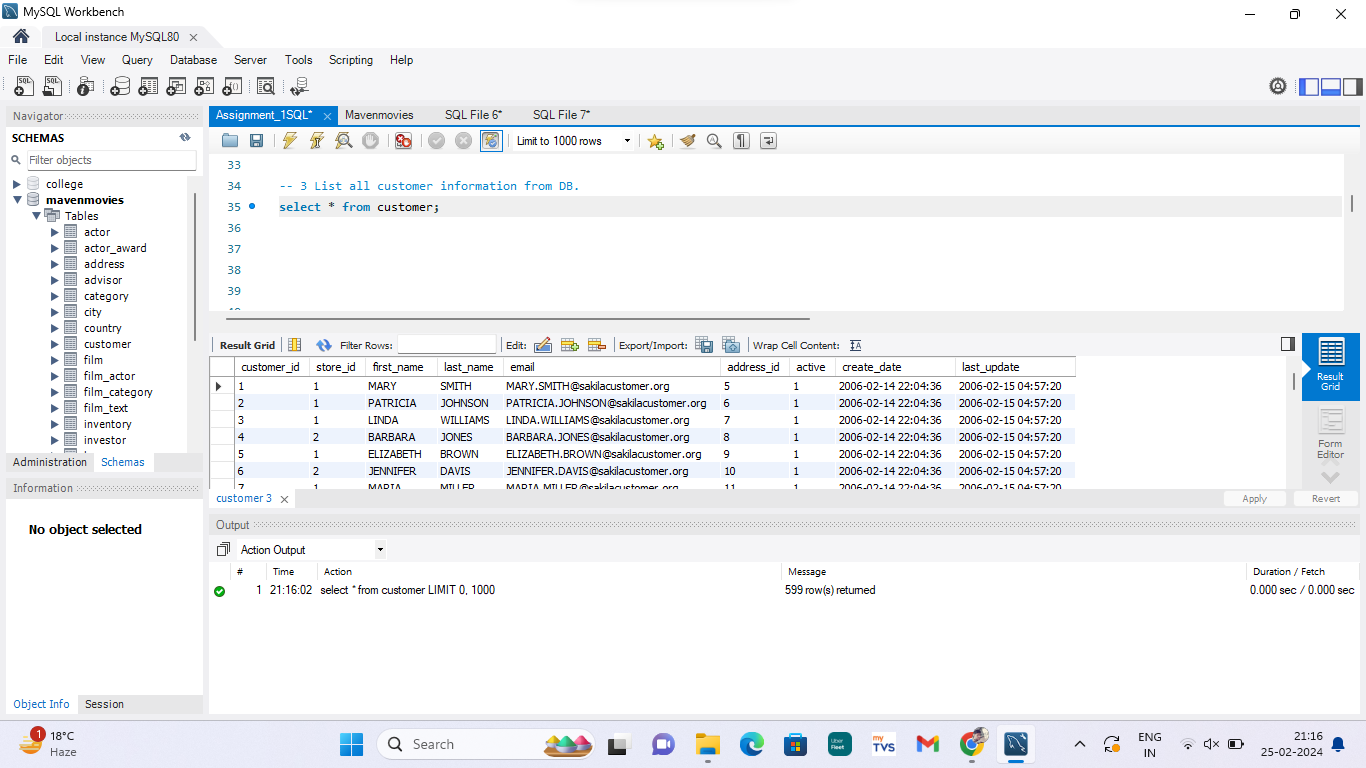 MySQL Workbench
Local instance MySQL80
File Edit View Query Database Server Tools Scripting Help
Navigator
SCHEMAS
Filter objects
college
mavenmovies
Tables
actor
actor_award
address
advisor
category
city
country
customer
film
film_actor
film_category
film_text
inventory
investor
Administration Schemas
Information
No object selected
Object Info Session
Assignment_1SQL* Mavenmovies SQL File 6* SQL File 7*
Limit to 1000 rows
33
34 -- 3 List all customer information from DB.
35 select * from customer;
36
37
38
39
Result Grid Filter Rows: Edit: Export/Import: Wrap Cell Content:
customer_id store_id first_name last_name email address_id active create_date last_update
1 1 MARY SMITH MARY.SMITH@sakilacustomer.org 5 1 2006-02-14 22:04:36 2006-02-15 04:57:20
2 1 PATRICIA JOHNSON PATRICIA.JOHNSON@sakilacustomer.org 6 1 2006-02-14 22:04:36 2006-02-15 04:57:20
3 1 LINDA WILLIAMS LINDA.WILLIAMS@sakilacustomer.org 7 1 2006-02-14 22:04:36 2006-02-15 04:57:20
4 2 BARBARA JONES BARBARA.JONES@sakilacustomer.org 8 1 2006-02-14 22:04:36 2006-02-15 04:57:20
5 1 ELIZABETH BROWN ELIZABETH.BROWN@sakilacustomer.org 9 1 2006-02-14 22:04:36 2006-02-15 04:57:20
6 2 JENNIFER DAVIS JENNIFER.DAVIS@sakilacustomer.org 10 1 2006-02-14 22:04:36 2006-02-15 04:57:20
7 1 MARIA MILLER MARIA.MILLER@sakilacustomer.org 11 1 2006-02-14 22:04:36 2006-02-15 04:57:20
Result
Grid
Form
Editor
customer 3
Apply Revert
Output
Action Output
# Time Action Message Duration / Fetch
1 21:16:02 select * from customer LIMIT 0, 1000 599 row(s) returned 0.000 sec / 0.000 sec
1
18°C
Haze
Search
Uber
Fleet
my
TVS
ENG
IN
21:16
25-02-2024